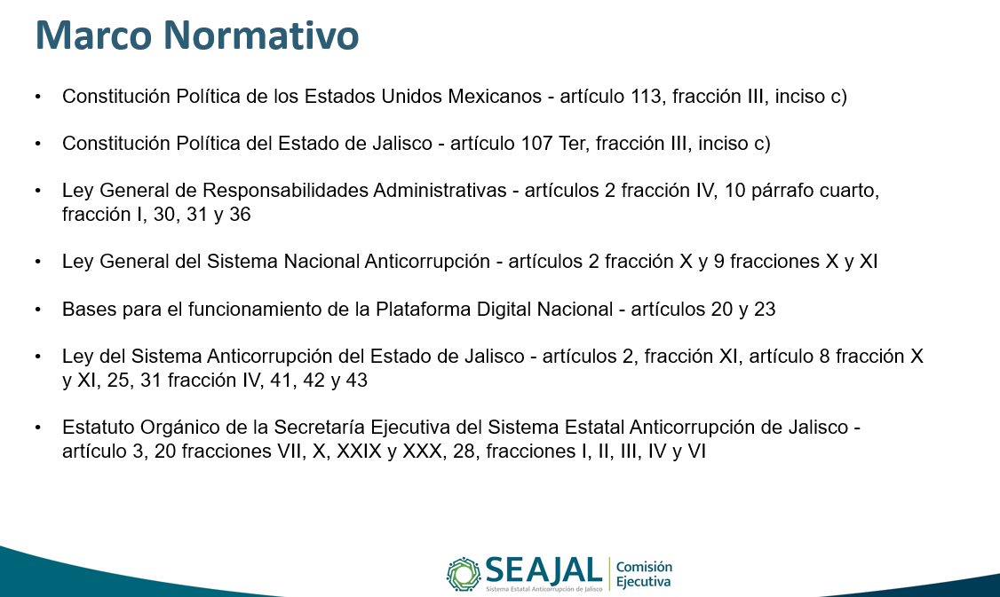 Marco Normativo
• Constitución Política de los Estados Unidos Mexicanos - artículo 113, fracción III, inciso c)
• Constitución Política del Estado de Jalisco - artículo 107 Ter, fracción III, inciso c)
• Ley General de Responsabilidades Administrativas - artículos 2 fracción IV, 10 párrafo cuarto,
fracción I, 30, 31 y 36
• Ley General del Sistema Nacional Anticorrupción - artículos 2 fracción X y 9 fracciones X y XI
• Bases para el funcionamiento de la Plataforma Digital Nacional - artículos 20 y 23
• Ley del Sistema Anticorrupción del Estado de Jalisco - artículos 2, fracción XI, artículo 8 fracción X
y XI, 25, 31 fracción IV, 41, 42 y 43
• Estatuto Orgánico de la Secretaría Ejecutiva del Sistema Estatal Anticorrupción de Jalisco -
artículo 3, 20 fracciones VII, X, XXIX y XXX, 28, fracciones I, II, III, IV y VI
SEAJAL
Sistema Estatal Anticorrupción de Jalisco
Comisión
Ejecutiva